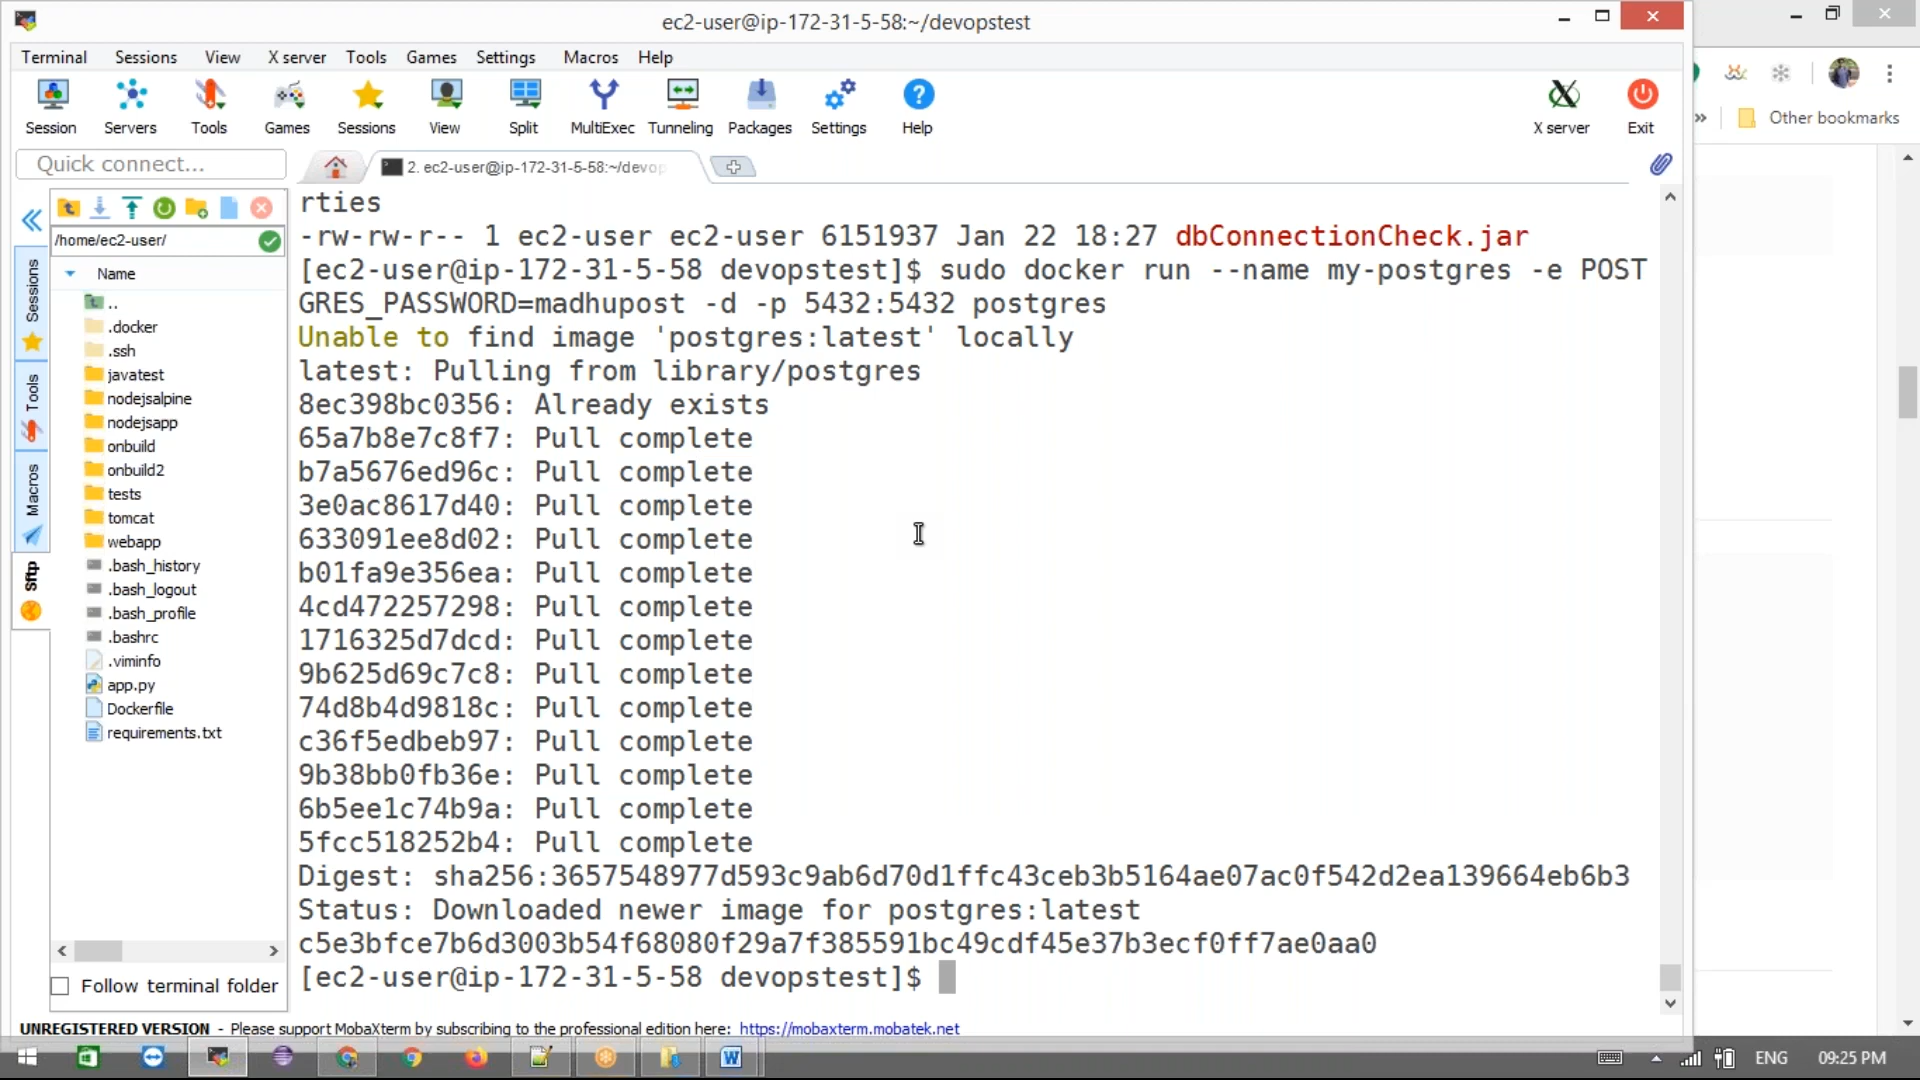 ec2-user@ip-172-31-5-58:~/devopstest
Terminal Sessions View X server Tools Games Settings Macros Help
Session Servers Tools Games Sessions View Split MultiExec Tunneling Packages Settings Help X server Exit
Other bookmarks
Quick connect...
2. ec2-user@ip-172-31-5-58:~/devop
/home/ec2-user/
Name
..
.docker
.ssh
javatest
nodejsalpine
nodejsapp
onbuild
onbuild2
tests
tomcat
webapp
.bash_history
.bash_logout
.bash_profile
.bashrc
.viminfo
app.py
Dockerfile
requirements.txt
Follow terminal folder
Sessions
Tools
Macros
Sftp
rties
-rw-rw-r-- 1 ec2-user ec2-user 6151937 Jan 22 18:27 dbConnectionCheck.jar
[ec2-user@ip-172-31-5-58 devopstest]$ sudo docker run --name my-postgres -e POST
GRES_PASSWORD=madhupost -d -p 5432:5432 postgres
Unable to find image 'postgres:latest' locally
latest: Pulling from library/postgres
8ec398bc0356: Already exists
65a7b8e7c8f7: Pull complete
b7a5676ed96c: Pull complete
3e0ac8617d40: Pull complete
633091ee8d02: Pull complete
b01fa9e356ea: Pull complete
4cd472257298: Pull complete
1716325d7dcd: Pull complete
9b625d69c7c8: Pull complete
74d8b4d9818c: Pull complete
c36f5edbeb97: Pull complete
9b38bb0fb36e: Pull complete
6b5ee1c74b9a: Pull complete
5fcc518252b4: Pull complete
Digest: sha256:3657548977d593c9ab6d70d1ffc43ceb3b5164ae07ac0f542d2ea139664eb6b3
Status: Downloaded newer image for postgres:latest
c5e3bfce7b6d3003b54f68080f29a7f385591bc49cdf45e37b3ecf0ff7ae0aa0
[ec2-user@ip-172-31-5-58 devopstest]$
UNREGISTERED VERSION - Please support MobaXterm by subscribing to the professional edition here: https://mobaxterm.mobatek.net
ENG 09:25 PM